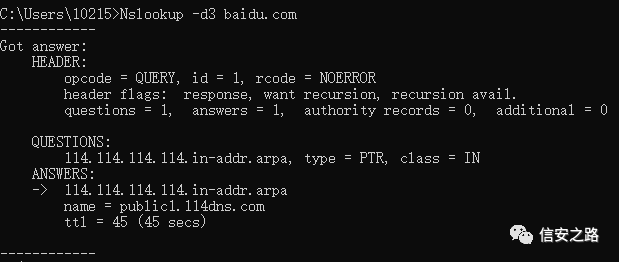 C:\Users\10215>Nslookup -d3 baidu.com
------------
Got answer:
    HEADER:
        opcode = QUERY, id = 1, rcode = NOERROR
        header flags:  response, want recursion, recursion avail.
        questions = 1,  answers = 1,  authority records = 0,  additional = 0

    QUESTIONS:
        114.114.114.114.in-addr.arpa, type = PTR, class = IN
    ANSWERS:
    ->  114.114.114.114.in-addr.arpa
        name = public1.114dns.com
        ttl = 45 (45 secs)
信安之路
------------